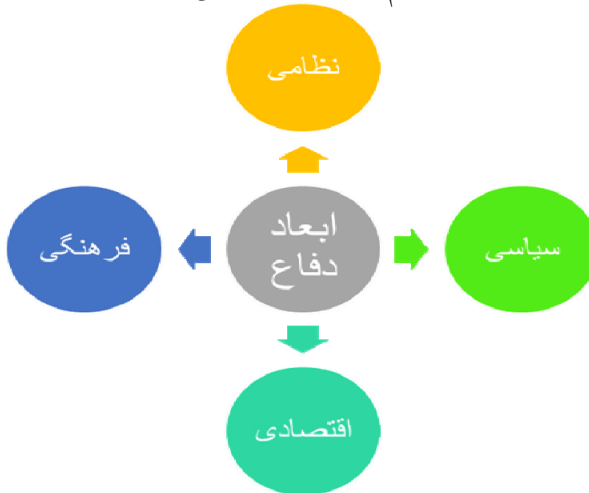 نظامی
ابعاد
دفاع
سیاسی
فرهنگی
اقتصادی